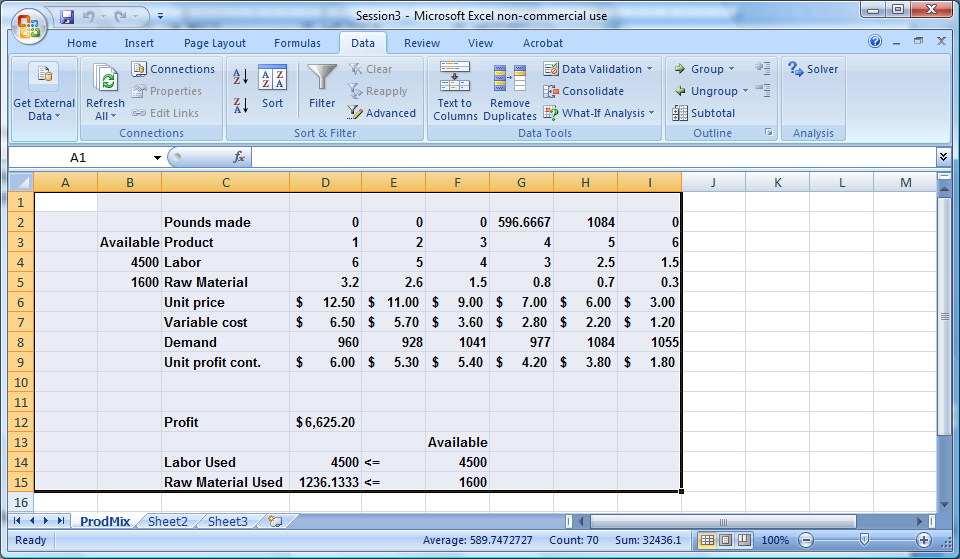 Session3 - Microsoft Excel non-commercial use
Home Insert Page Layout Formulas Data Review View Acrobat
Get External Data
Refresh All
Connections
Properties
Edit Links
Connections
Sort
Filter
Clear
Reapply
Advanced
Sort & Filter
Text to Columns
Remove Duplicates
Data Validation
Consolidate
What-If Analysis
Data Tools
Group
Ungroup
Subtotal
Outline
Solver
Analysis
A1 fx
A B C D E F G H I J K L M
1
2 Pounds made 0 0 0 596.6667 1084 0
3 Available Product 1 2 3 4 5 6
4 4500 Labor 6 5 4 3 2.5 1.5
5 1600 Raw Material 3.2 2.6 1.5 0.8 0.7 0.3
6 Unit price $ 12.50 $ 11.00 $ 9.00 $ 7.00 $ 6.00 $ 3.00
7 Variable cost $ 6.50 $ 5.70 $ 3.60 $ 2.80 $ 2.20 $ 1.20
8 Demand 960 928 1041 977 1084 1055
9 Unit profit cont. $ 6.00 $ 5.30 $ 5.40 $ 4.20 $ 3.80 $ 1.80
10
11
12 Profit $6,625.20
13 Available
14 Labor Used 4500 <= 4500
15 Raw Material Used 1236.1333 <= 1600
16
ProdMix Sheet2 Sheet3
Ready Average: 589.7472727 Count: 70 Sum: 32436.1 100%